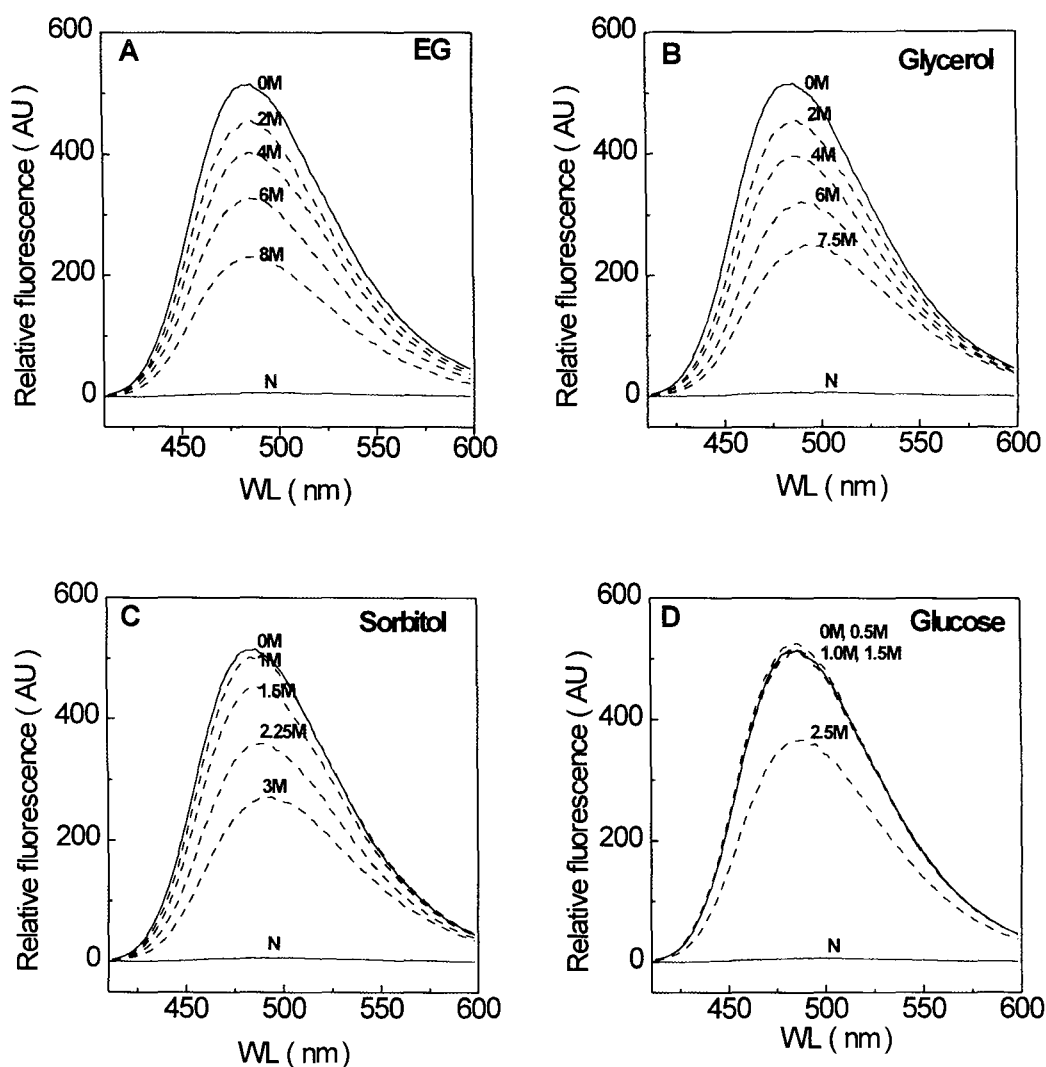 A
EG
Relative fluorescence ( AU)
600
400
200
0
0M
2M
4M
6M
8M
N
450
500
550
600
WL ( nm)
B
Glycerol
Relative fluorescence ( AU)
600
400
200
0
0M
2M
4M
6M
7.5M
N
450
500
550
600
WL ( nm)
C
Sorbitol
Relative fluorescence ( AU)
600
400
200
0
0M
1M
1.5M
2.25M
3M
N
450
500
550
600
WL ( nm)
D
Glucose
Relative fluorescence ( AU)
600
400
200
0
0M, 0.5M
1.0M, 1.5M
2.5M
N
450
500
550
600
WL ( nm)